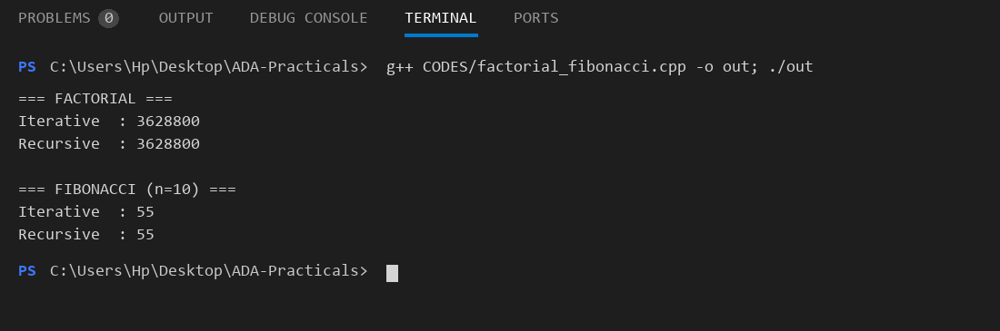 PROBLEMS 0 OUTPUT DEBUG CONSOLE TERMINAL PORTS
PS C:\Users\Hp\Desktop\ADA-Practicals> g++ CODES/factorial_fibonacci.cpp -o out; ./out
=== FACTORIAL ===
Iterative  : 3628800
Recursive  : 3628800
=== FIBONACCI (n=10) ===
Iterative  : 55
Recursive  : 55
PS C:\Users\Hp\Desktop\ADA-Practicals>